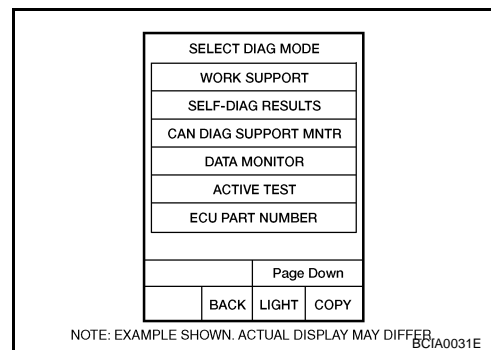 SELECT DIAG MODE
WORK SUPPORT
SELF-DIAG RESULTS
CAN DIAG SUPPORT MNTR
DATA MONITOR
ACTIVE TEST
ECU PART NUMBER
Page Down
BACK LIGHT COPY
NOTE: EXAMPLE SHOWN. ACTUAL DISPLAY MAY DIFFER.
BCIA0031E